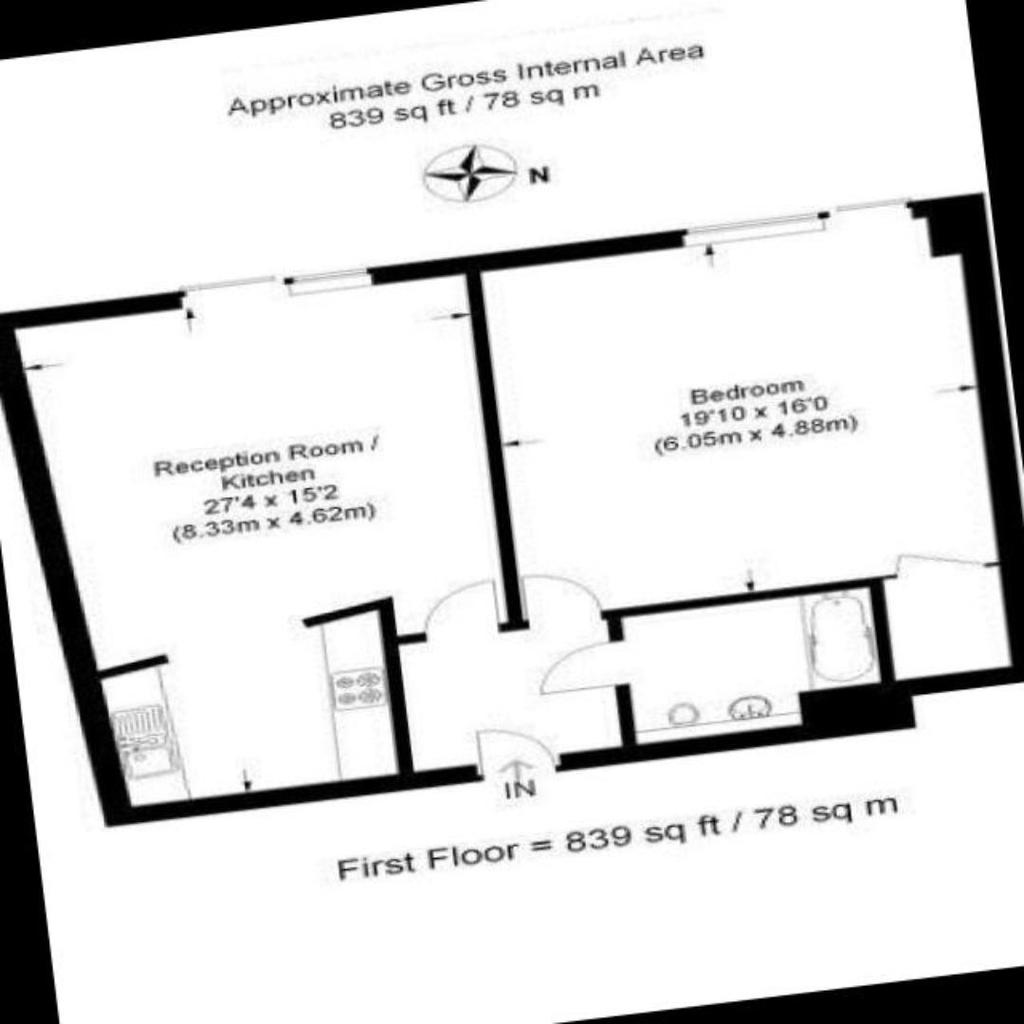 Approximate Gross Internal Area
839 sq ft / 78 sq m
N
Bedroom
19'10 x 16'0
(6.05m x 4.88m)
Reception Room /
Kitchen
27'4 x 15'2
(8.33m x 4.62m)
IN
First Floor = 839 sq ft / 78 sq m